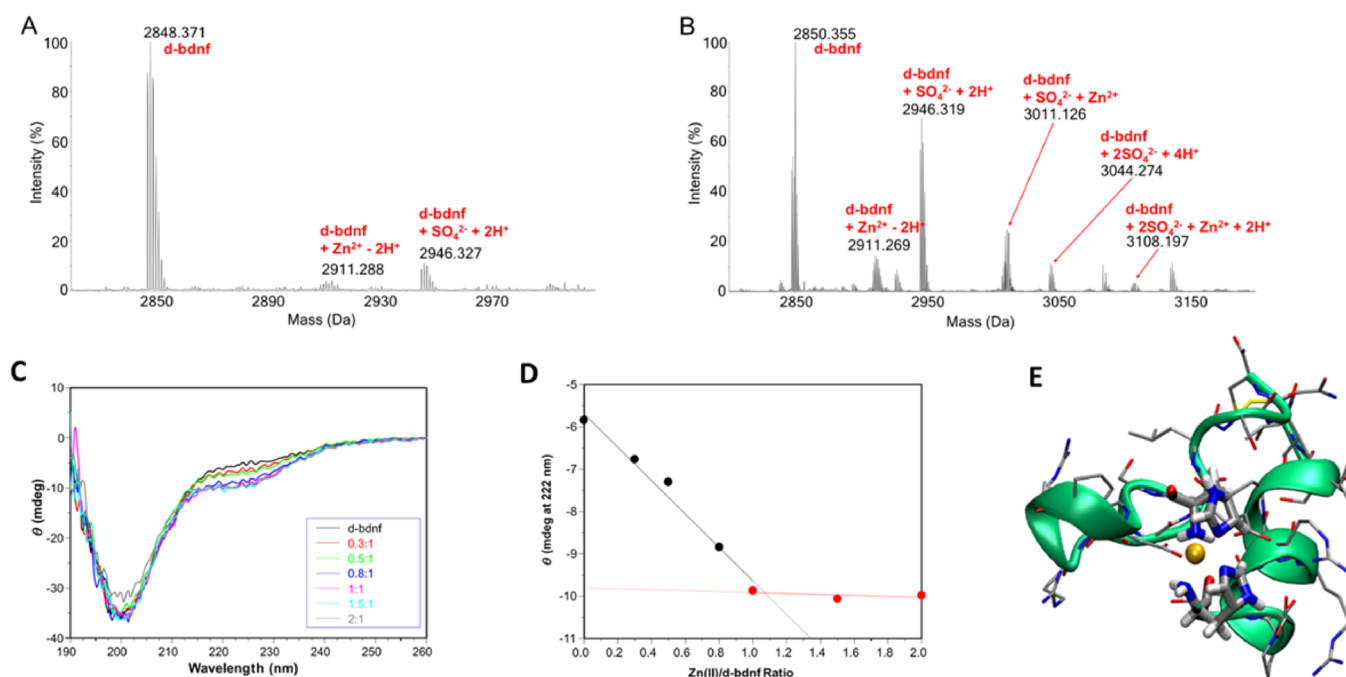 A
2848.371
d-bdnf
100
80
60
40
20
0
Intensity (%)
d-bdnf
+ Zn²⁺ - 2H⁺
2911.288
d-bdnf
+ SO₄²⁻ + 2H⁺
2946.327
2850
2890
2930
2970
Mass (Da)
B
2850.355
d-bdnf
100
80
60
40
20
0
Intensity (%)
d-bdnf
+ SO₄²⁻ + 2H⁺
2946.319
d-bdnf
+ SO₄²⁻ + Zn²⁺
3011.126
d-bdnf
+ 2SO₄²⁻ + 4H⁺
3044.274
d-bdnf
+ Zn²⁺ - 2H⁺
2911.269
d-bdnf
+ 2SO₄²⁻ + Zn²⁺ + 2H⁺
3108.197
2850
2950
3050
3150
Mass (Da)
C
10
0
-10
-20
-30
-40
θ (mdeg)
d-bdnf
0.3:1
0.5:1
0.8:1
1:1
1:5:1
2:1
190
200
210
220
230
240
250
260
Wavelength (nm)
D
-5
-6
-7
-8
-9
-10
-11
θ (mdeg at 222 nm)
0.0
0.2
0.4
0.6
0.8
1.0
1.2
1.4
1.6
1.8
2.0
Zn(II)/d-bdnf Ratio
E